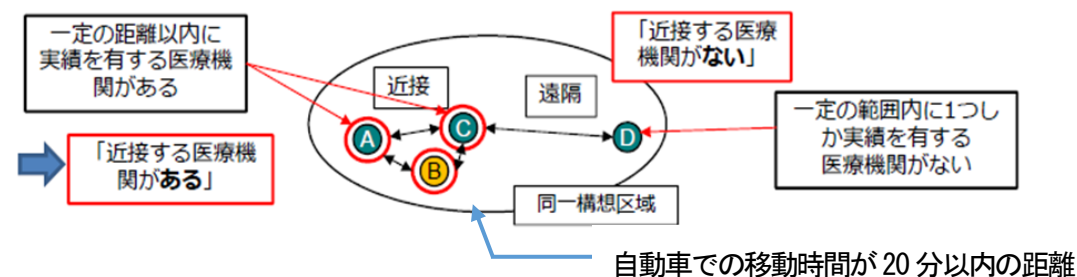 一定の距離以内に
実績を有する医療機
関がある
「近接する医療機
関がある」
近接
遠隔
A
B
C
D
同一構想区域
「近接する医療
機関がない」
一定の範囲内に1つし
か実績を有する
医療機関がない
自動車での移動時間が 20 分以内の距離